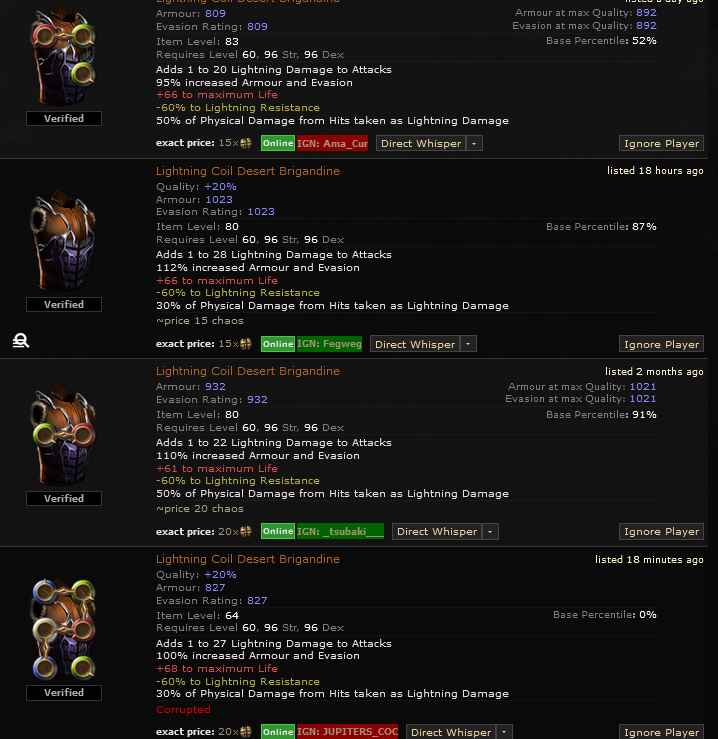 Lightning Coil Desert Brigandine
Armour: 809
Armour at max Quality: 892
Evasion Rating: 809
Evasion at max Quality: 892
Item Level: 83
Base Percentile: 52%
Requires Level 60, 96 Str, 96 Dex
Adds 1 to 20 Lightning Damage to Attacks
95% increased Armour and Evasion
+66 to maximum Life
-60% to Lightning Resistance
50% of Physical Damage from Hits taken as Lightning Damage
Verified
exact price: 15× Online IGN: Ama_Cur Direct Whisper Ignore Player
Lightning Coil Desert Brigandine listed 18 hours ago
Quality: +20%
Armour: 1023
Evasion Rating: 1023
Item Level: 80
Base Percentile: 87%
Requires Level 60, 96 Str, 96 Dex
Adds 1 to 28 Lightning Damage to Attacks
112% increased Armour and Evasion
+66 to maximum Life
-60% to Lightning Resistance
30% of Physical Damage from Hits taken as Lightning Damage
Verified
~price 15 chaos
exact price: 15× Online IGN: Fegweg Direct Whisper Ignore Player
Lightning Coil Desert Brigandine listed 2 months ago
Armour: 932
Armour at max Quality: 1021
Evasion Rating: 932
Evasion at max Quality: 1021
Item Level: 80
Base Percentile: 91%
Requires Level 60, 96 Str, 96 Dex
Adds 1 to 22 Lightning Damage to Attacks
110% increased Armour and Evasion
+61 to maximum Life
-60% to Lightning Resistance
50% of Physical Damage from Hits taken as Lightning Damage
Verified
~price 20 chaos
exact price: 20× Online IGN: _tsubaki___ Direct Whisper Ignore Player
Lightning Coil Desert Brigandine listed 18 minutes ago
Quality: +20%
Armour: 827
Evasion Rating: 827
Item Level: 64
Base Percentile: 0%
Requires Level 60, 96 Str, 96 Dex
Adds 1 to 27 Lightning Damage to Attacks
100% increased Armour and Evasion
+68 to maximum Life
-60% to Lightning Resistance
30% of Physical Damage from Hits taken as Lightning Damage
Verified
Corrupted
exact price: 20× Online IGN: JUPITERS_COC Direct Whisper Ignore Player